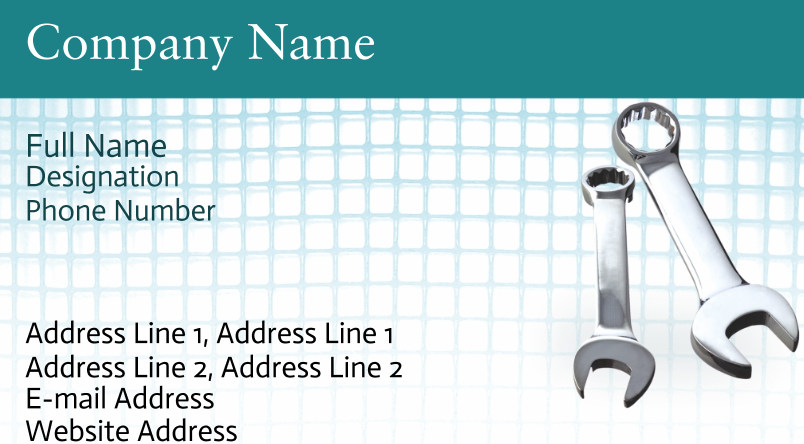 Company Name
Full Name
Designation
Phone Number
Address Line 1, Address Line 1
Address Line 2, Address Line 2
E-mail Address
Website Address